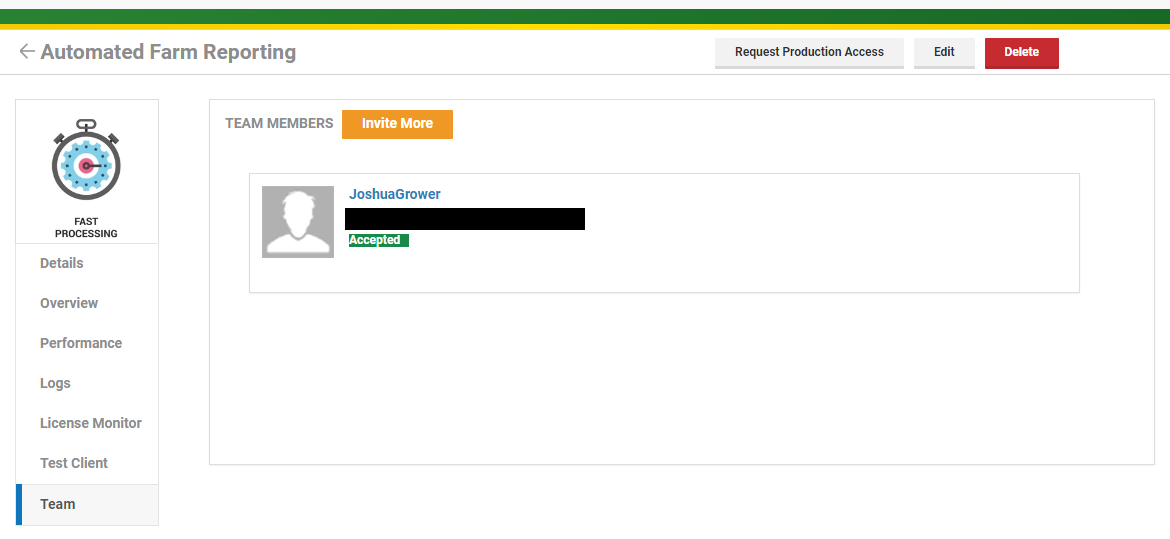 Automated Farm Reporting
Request Production Access
Edit
Delete
FAST
PROCESSING
Details
Overview
Performance
Logs
License Monitor
Test Client
Team
TEAM MEMBERS
Invite More
JoshuaGrower
Accepted